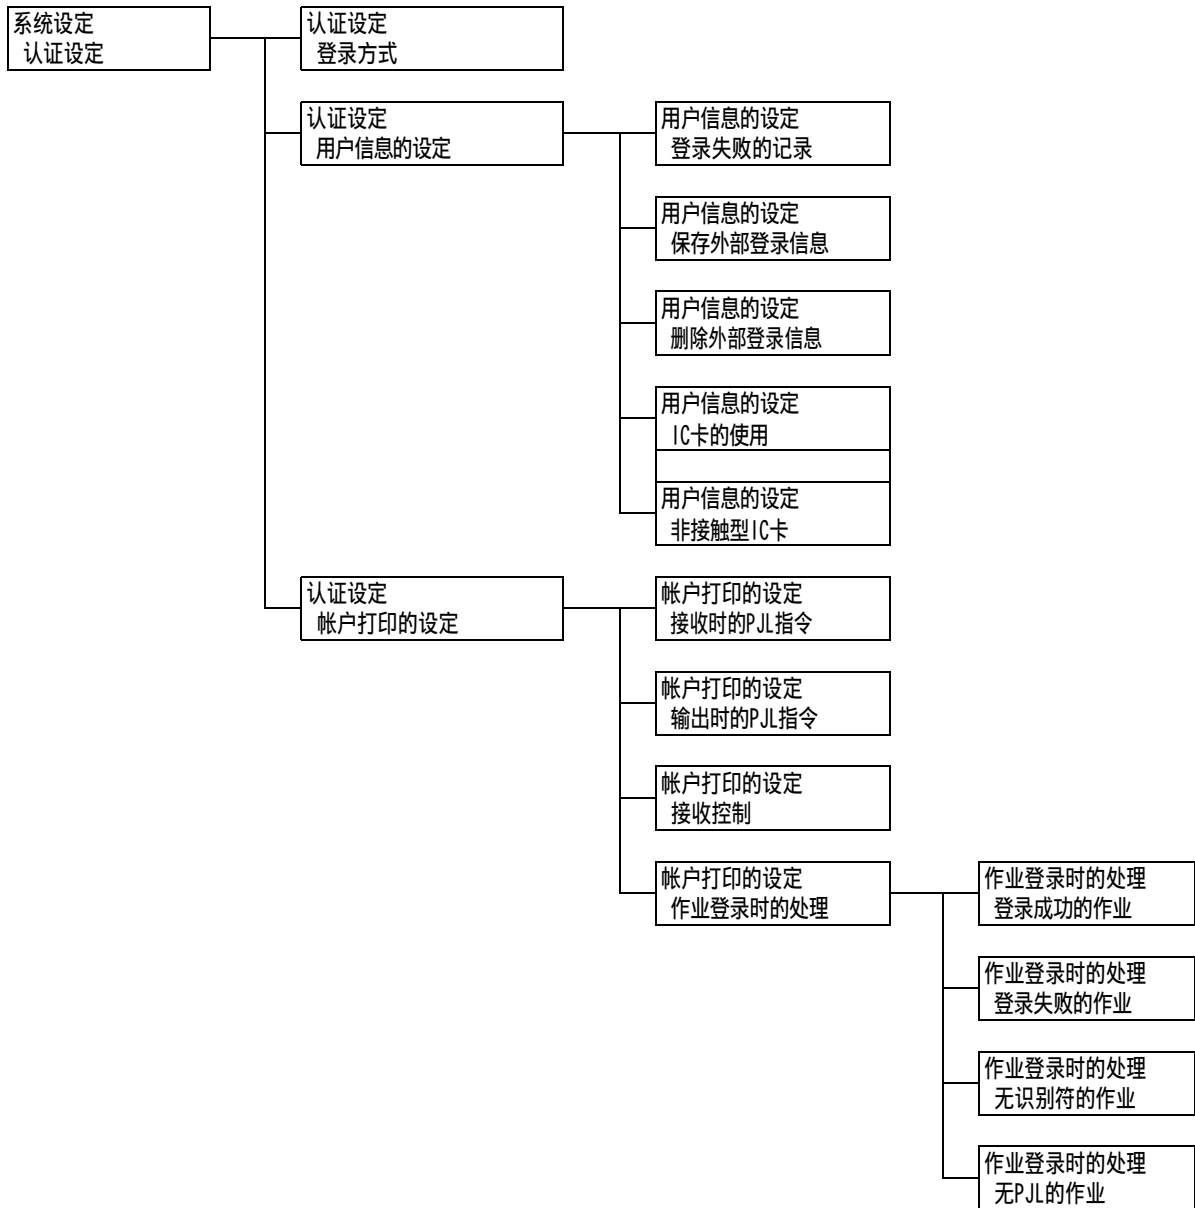 系统设定
认证设定
认证设定
登录方式
认证设定
用户信息的设定
用户信息的设定
登录失败的记录
用户信息的设定
保存外部登录信息
用户信息的设定
删除外部登录信息
用户信息的设定
IC卡的使用
用户信息的设定
非接触型IC卡
认证设定
帐户打印的设定
帐户打印的设定
接收时的PJL指令
帐户打印的设定
输出时的PJL指令
帐户打印的设定
接收控制
帐户打印的设定
作业登录时的处理
作业登录时的处理
登录成功的作业
作业登录时的处理
登录失败的作业
作业登录时的处理
无识别符的作业
作业登录时的处理
无PJL的作业